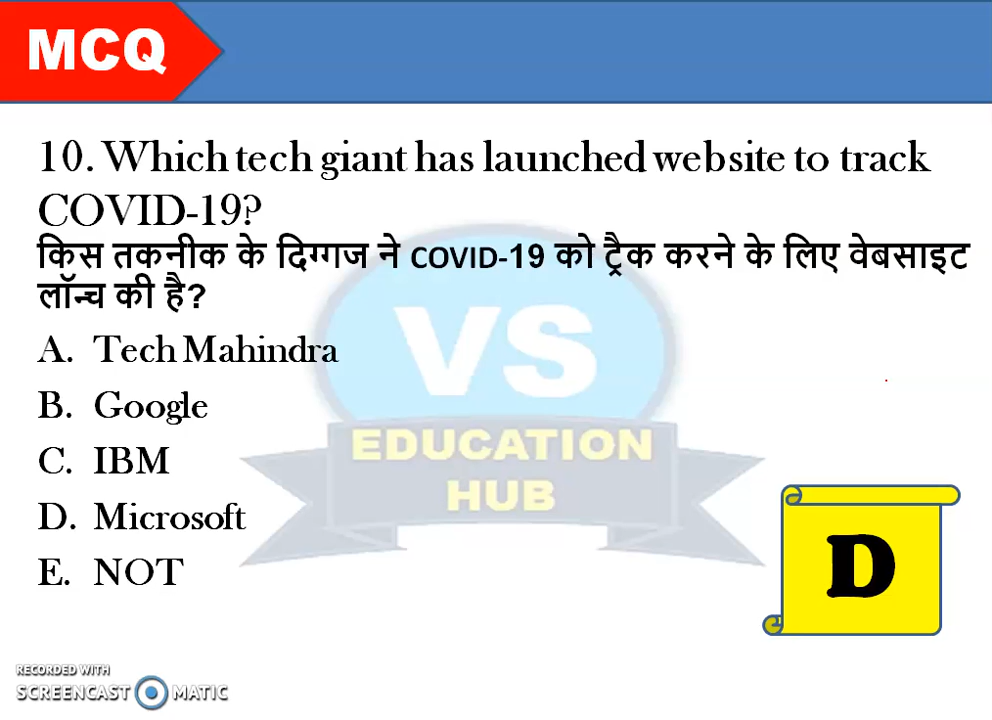 MCQ
10. Which tech giant has launched website to track
COVID-19?
किस तकनीक के दिग्गज ने COVID-19 को ट्रैक करने के लिए वेबसाइट
लॉन्च की है?
A. Tech Mahindra
B. Google
C. IBM
D. Microsoft
E. NOT
VS
EDUCATION
HUB
D
RECORDED WITH
SCREENCAST MATIC